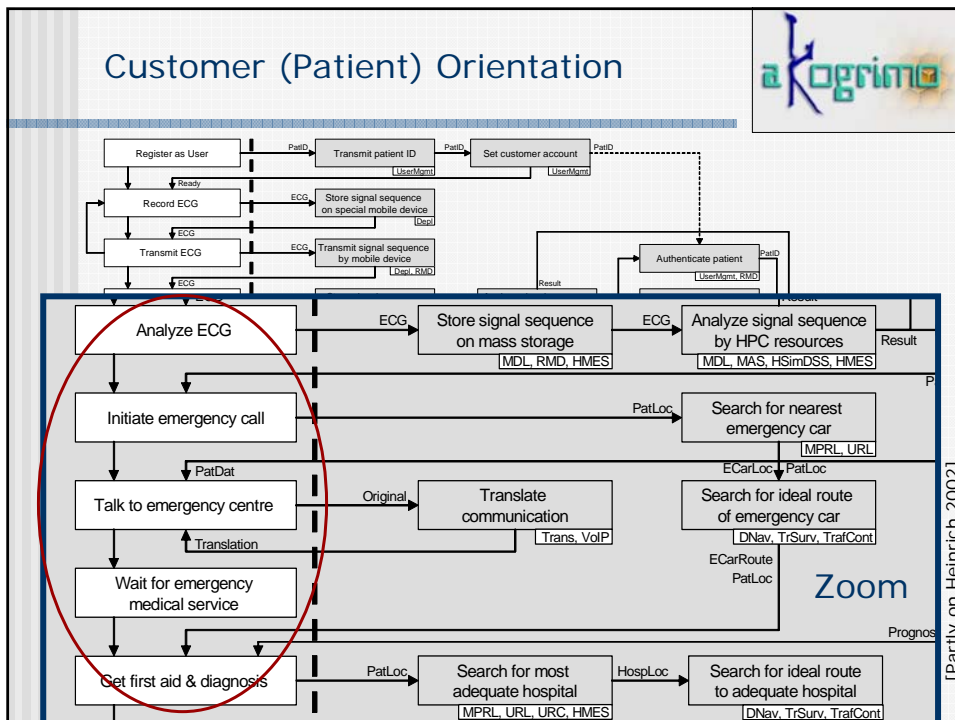 Customer (Patient) Orientation
akogrimo
Register as User
PatID
Transmit patient ID
UserMgmt
PatID
Set customer account
UserMgmt
PatID
Ready
Record ECG
ECG
Store signal sequence
on special mobile device
Depl
ECG
Transmit ECG
ECG
Transmit signal sequence
by mobile device
Depl, RMD
Authenticate patient
UserMgmt, RMD
PatID
ECG
Result
Analyze ECG
ECG
Store signal sequence
on mass storage
MDL, RMD, HMES
ECG
Analyze signal sequence
by HPC resources
MDL, MAS, HSimDSS, HMES
Result
Initiate emergency call
PatLoc
Search for nearest
emergency car
MPRL, URL
PatDat
ECarLoc
PatLoc
Talk to emergency centre
Original
Translate
communication
Trans, VoIP
Translation
Search for ideal route
of emergency car
DNav, TrSurv, TrafCont
ECarRoute
PatLoc
Wait for emergency
medical service
Zoom
Prognos
Get first aid & diagnosis
PatLoc
Search for most
adequate hospital
MPRL, URL, URC, HMES
HospLoc
Search for ideal route
to adequate hospital
DNav, TrSurv, TrafCont
[Partly on Heinrich 2002]